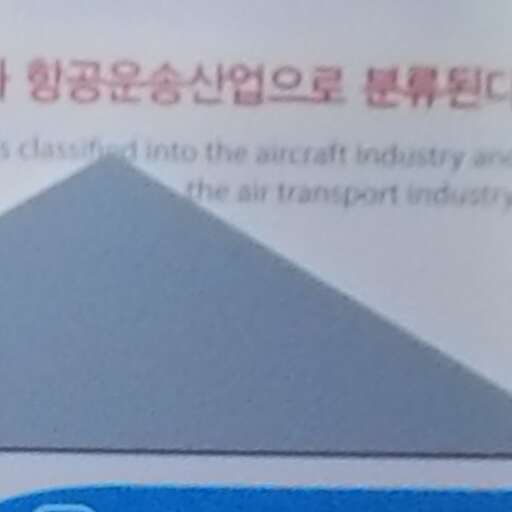 항공운송산업으로 분류된다
s classified into the aircraft industry and
the air transport industry